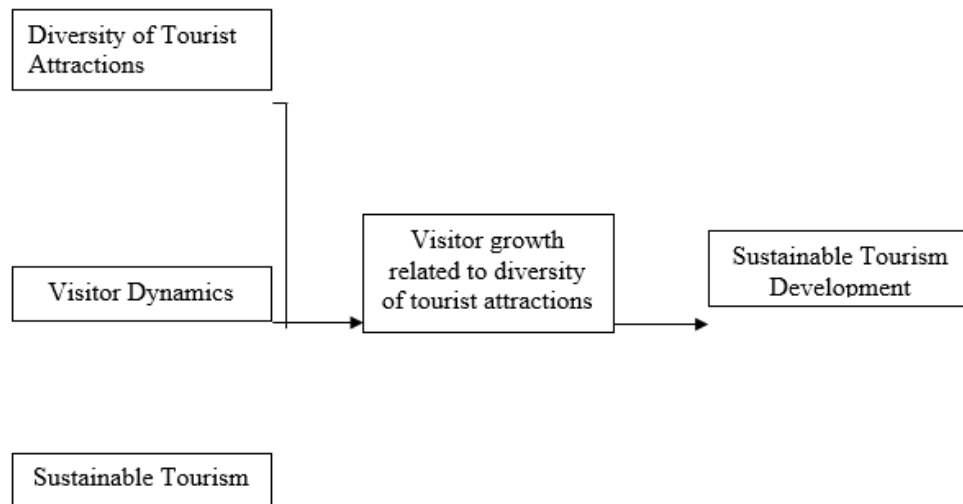 Diversity of Tourist
Attractions
Visitor Dynamics
Visitor growth
related to diversity
of tourist attractions
Sustainable Tourism
Development
Sustainable Tourism